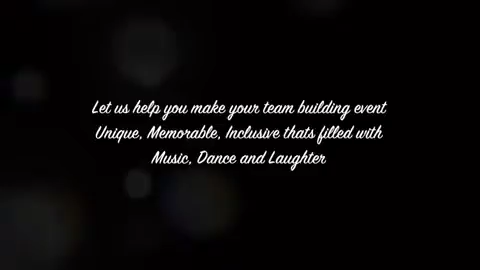 Let us help you make your team building event
Unique, Memorable, Inclusive thats filled with
Music, Dance and Laughter